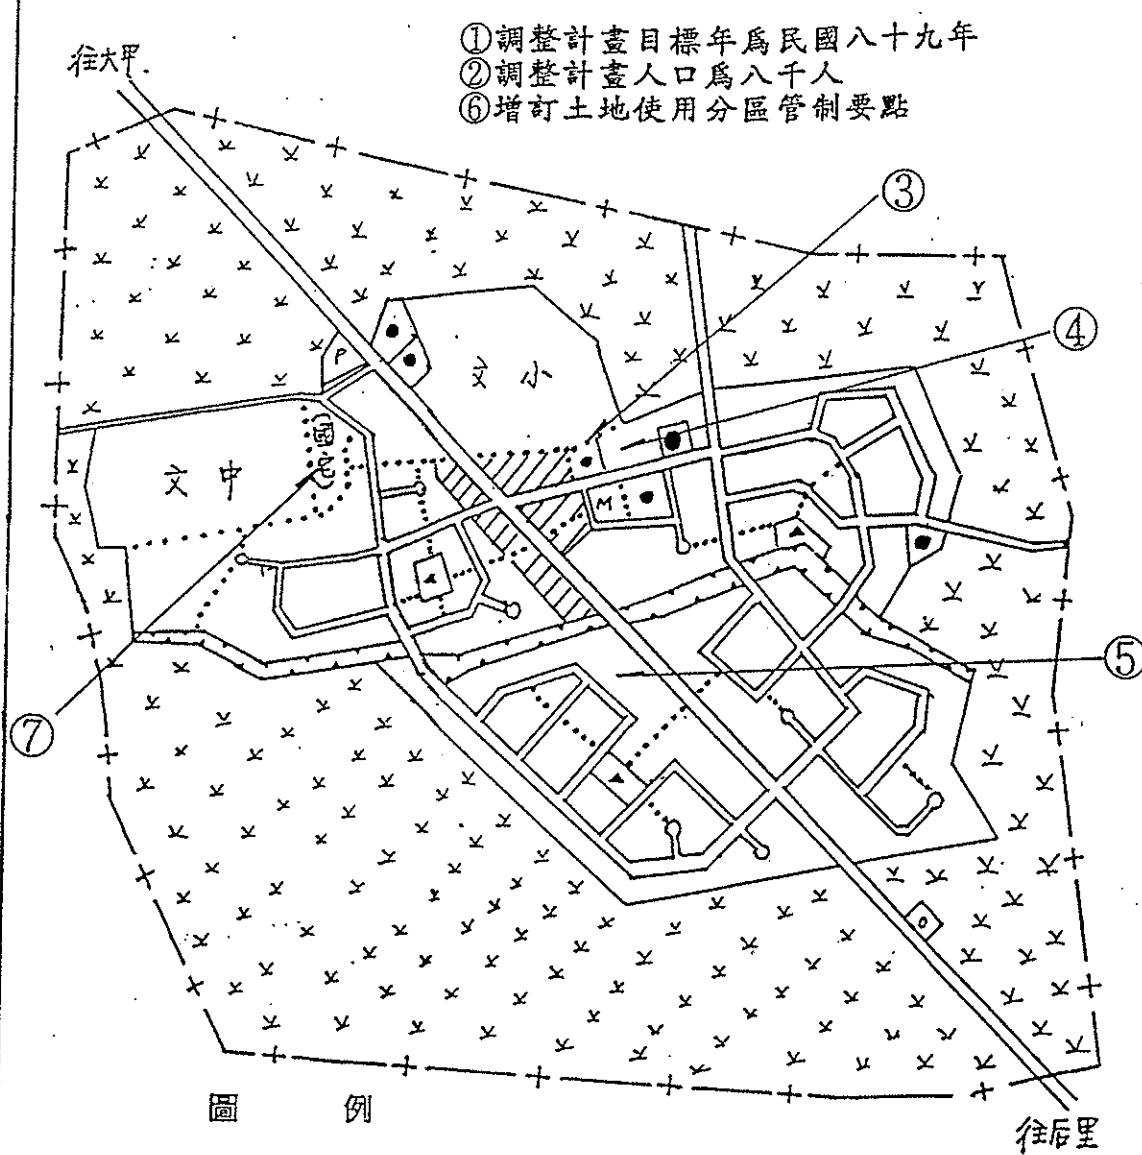 ①調整計畫目標年爲民國八十九年
②調整計畫人口爲八千人
⑥增訂土地使用分區管制要點
往大甲
③
④
P
文小
國宅
文中
M
⑤
⑦
圖例
往后里